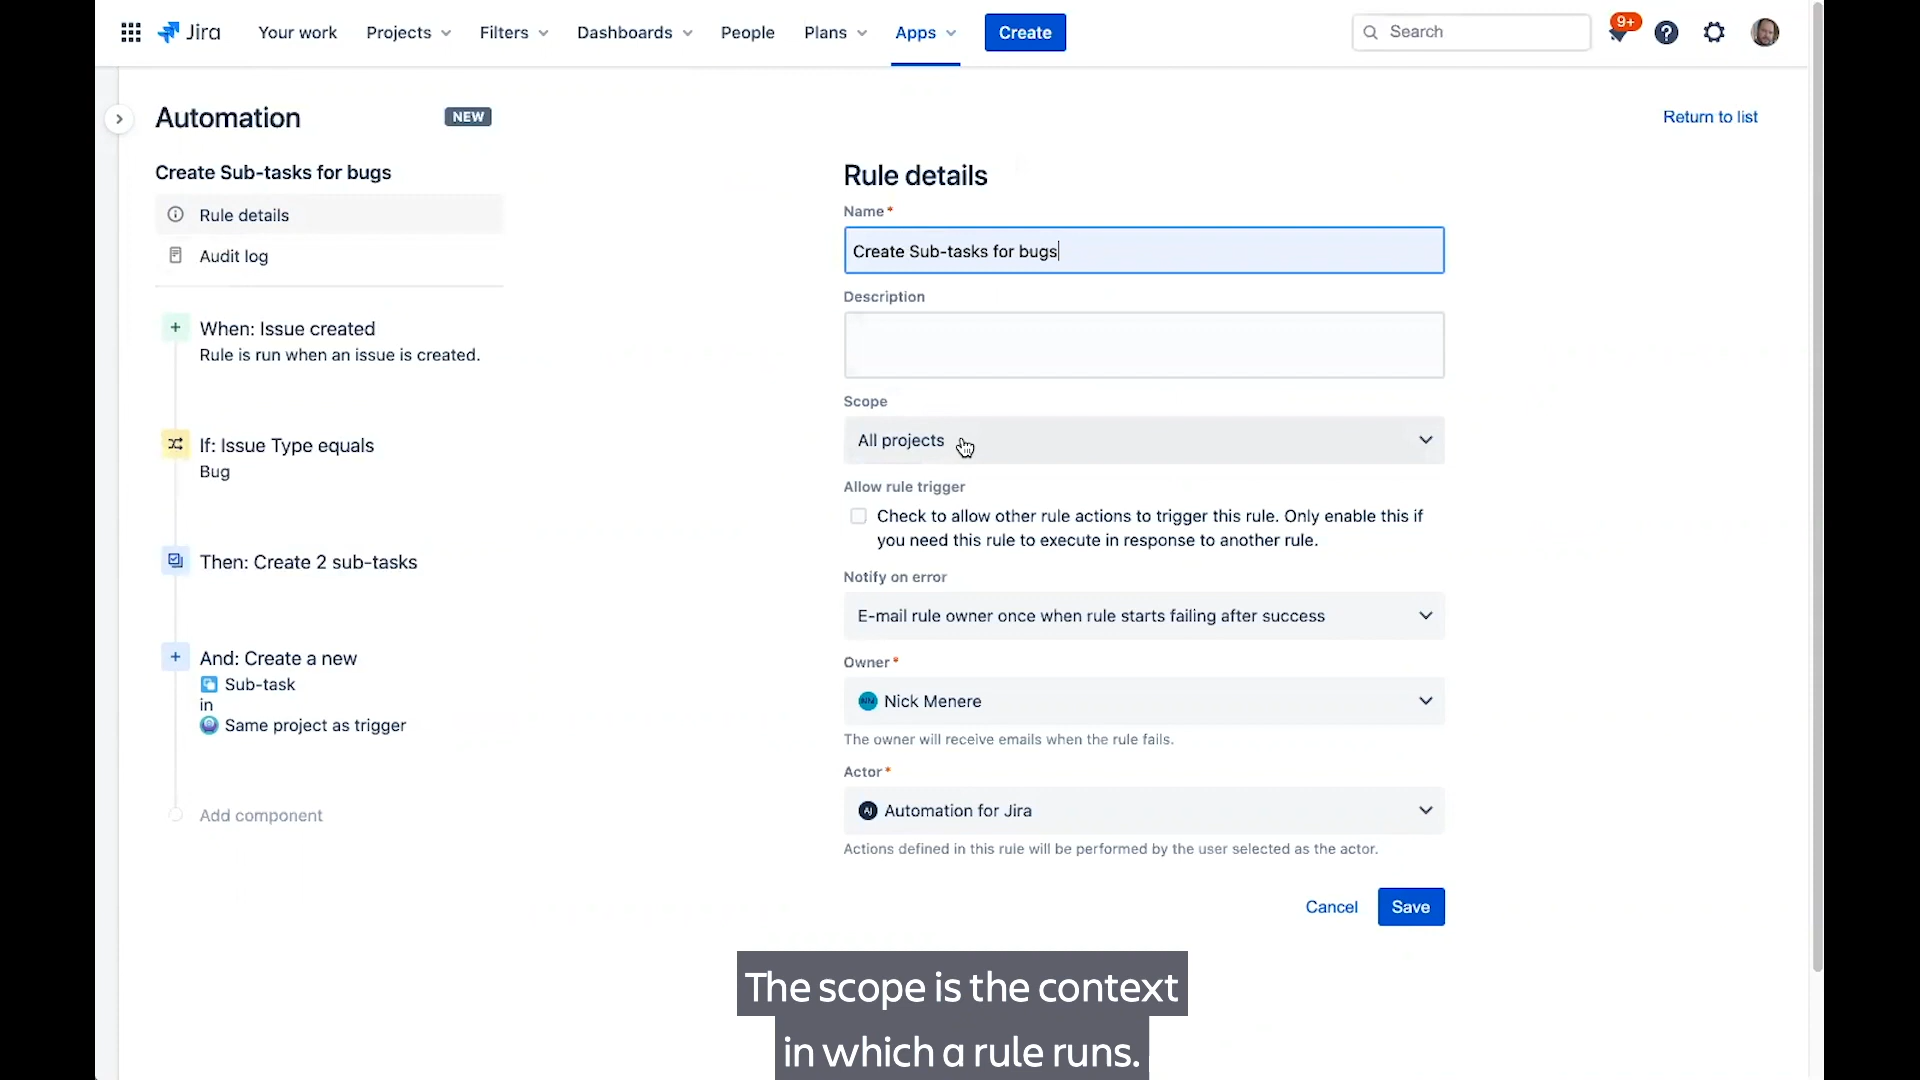 Jira
Your work
Projects
Filters
Dashboards
People
Plans
Apps
Create
Search
9+
Automation
NEW
Return to list
Create Sub-tasks for bugs
Rule details
Audit log
When: Issue created
Rule is run when an issue is created.
If: Issue Type equals
Bug
Then: Create 2 sub-tasks
And: Create a new
Sub-task
in
Same project as trigger
Add component
Rule details
Name *
Create Sub-tasks for bugs
Description
Scope
All projects
Allow rule trigger
Check to allow other rule actions to trigger this rule. Only enable this if
you need this rule to execute in response to another rule.
Notify on error
E-mail rule owner once when rule starts failing after success
Owner *
NM Nick Menere
The owner will receive emails when the rule fails.
Actor *
AJ Automation for Jira
Actions defined in this rule will be performed by the user selected as the actor.
Cancel
Save
The scope is the context
in which a rule runs.